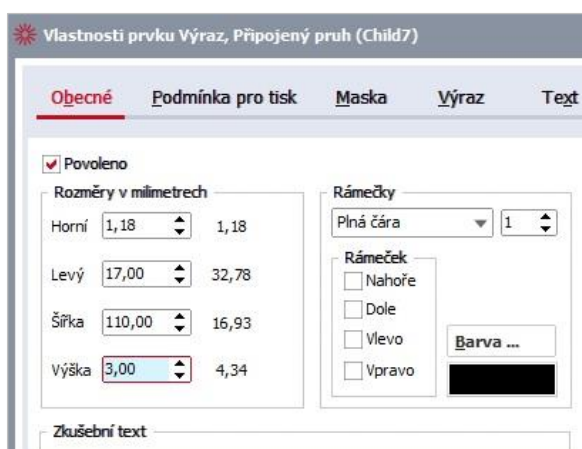 Vlastnosti prvku Výraz, Připojený pruh (Child7)
Obecné Podmínka pro tisk Maska Výraz Text
Povoleno
Rozměry v milimetrech
Horní 1,18 1,18
Levý 17,00 32,78
Šířka 110,00 16,93
Výška 3,00 4,34
Rámečky
Plná čára 1
Rámeček
Nahoře
Dole
Vlevo
Vpravo
Barva ...
Zkušební text